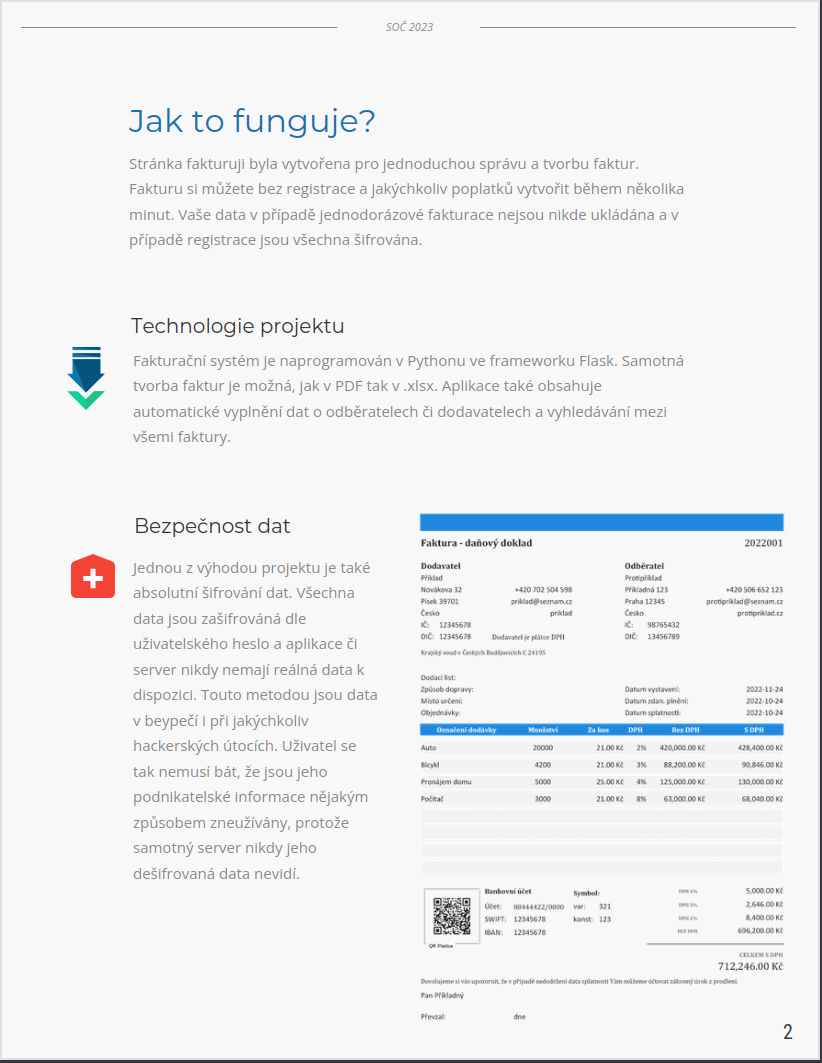 SOČ 2023
Jak to funguje?
Stránka fakturuji byla vytvořena pro jednoduchou správu a tvorbu faktur.
Fakturu si můžete bez registrace a jakýchkoliv poplatků vytvořit během několika
minut. Vaše data v případě jednodorázové fakturace nejsou nikde ukládána a v
případě registrace jsou všechna šifrována.
Technologie projektu
Fakturační systém je naprogramován v Pythonu ve frameworku Flask. Samotná
tvorba faktur je možná, jak v PDF tak v .xlsx. Aplikace také obsahuje
automatické vyplnění dat o odběratelech či dodavatelech a vyhledávání mezi
všemi faktury.
Bezpečnost dat
Jednou z výhodou projektu je také
absolutní šifrování dat. Všechna
data jsou zašifrována dle
uživatelského heslo a aplikace či
server nikdy nemají reálná data k
dispozici. Touto metodou jsou data
v beypečí i při jakýchkoliv
hackerských útocích. Uživatel se
tak nemusí bát, že jsou jeho
podnikatelské informace nějakým
způsobem zneužívány, protože
samotný server nikdy jeho
dešifrovaná data nevidí.
Faktura - daňový doklad 2022001
Dodavatel Odběratel
Příklad Protipříklad
Novákova 32 +420 702 504 598 Příkladná 123 +420 506 652 123
Písek 39701 priklad@seznam.cz Praha 12345 protipriklad@seznam.cz
Česko priklad Česko protipriklad.cz
IČ: 12345678 IČ: 98765432
DIČ: 12345678 Dodavatel je plátce DPH DIČ: 13456789
Krajský soud v Českých Budějovicích C 24195
Dodací list:
Způsob dopravy: Datum vystavení: 2022-11-24
Místo určení: Datum zdan. plnění: 2022-10-24
Objednávky: Datum splatnosti: 2022-10-24
Označení dodávky Množství Za kus DPH Bez DPH S DPH
Auto 20000 21.00 Kč 2% 420,000.00 Kč 428,400.00 Kč
Bicykl 4200 21.00 Kč 3% 88,200.00 Kč 90,846.00 Kč
Pronájem domu 5000 25.00 Kč 4% 125,000.00 Kč 130,000.00 Kč
Počítač 3000 21.00 Kč 8% 63,000.00 Kč 68,040.00 Kč
Bankovní účet Symbol: 5,000.00 Kč
Účet: 88444422/0800 var: 321 DPH 3% 2,646.00 Kč
SWIFT: 12345678 konst: 123 DPH 2% 8,400.00 Kč
IBAN: 12345678 BEZ DPH 696,200.00 Kč
QR Platba
CELKEM S DPH
712,246.00 Kč
Dovolujeme si vás upozornit, že v případě nedodržení data splatnosti Vám můžeme účtovat zákonný úrok z prodlení.
Pan Příkladný
Převzal: dne
2